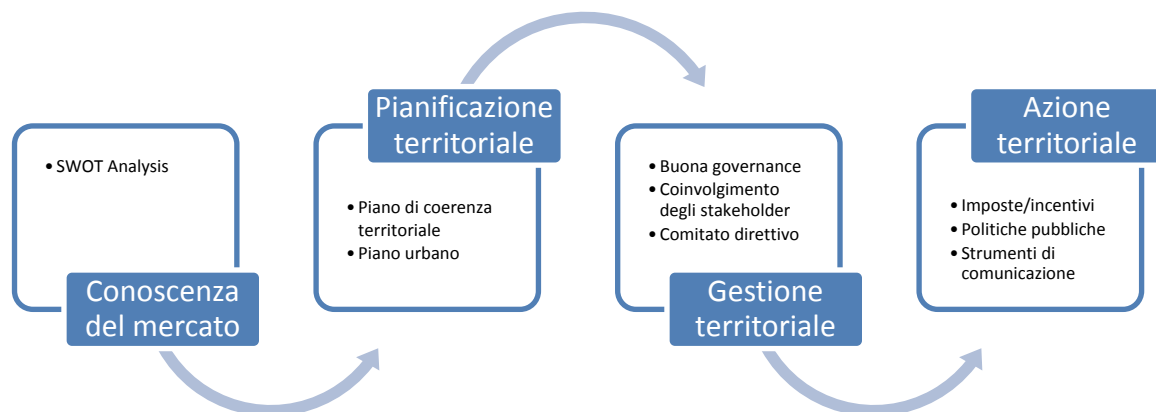 SWOT Analysis
Conoscenza
del mercato
Pianificazione
territoriale
Piano di coerenza
territoriale
Piano urbano
Buona governance
Coinvolgimento
degli stakeholder
Comitato direttivo
Gestione
territoriale
Azione
territoriale
Imposte/incentivi
Politiche pubbliche
Strumenti di
comunicazione